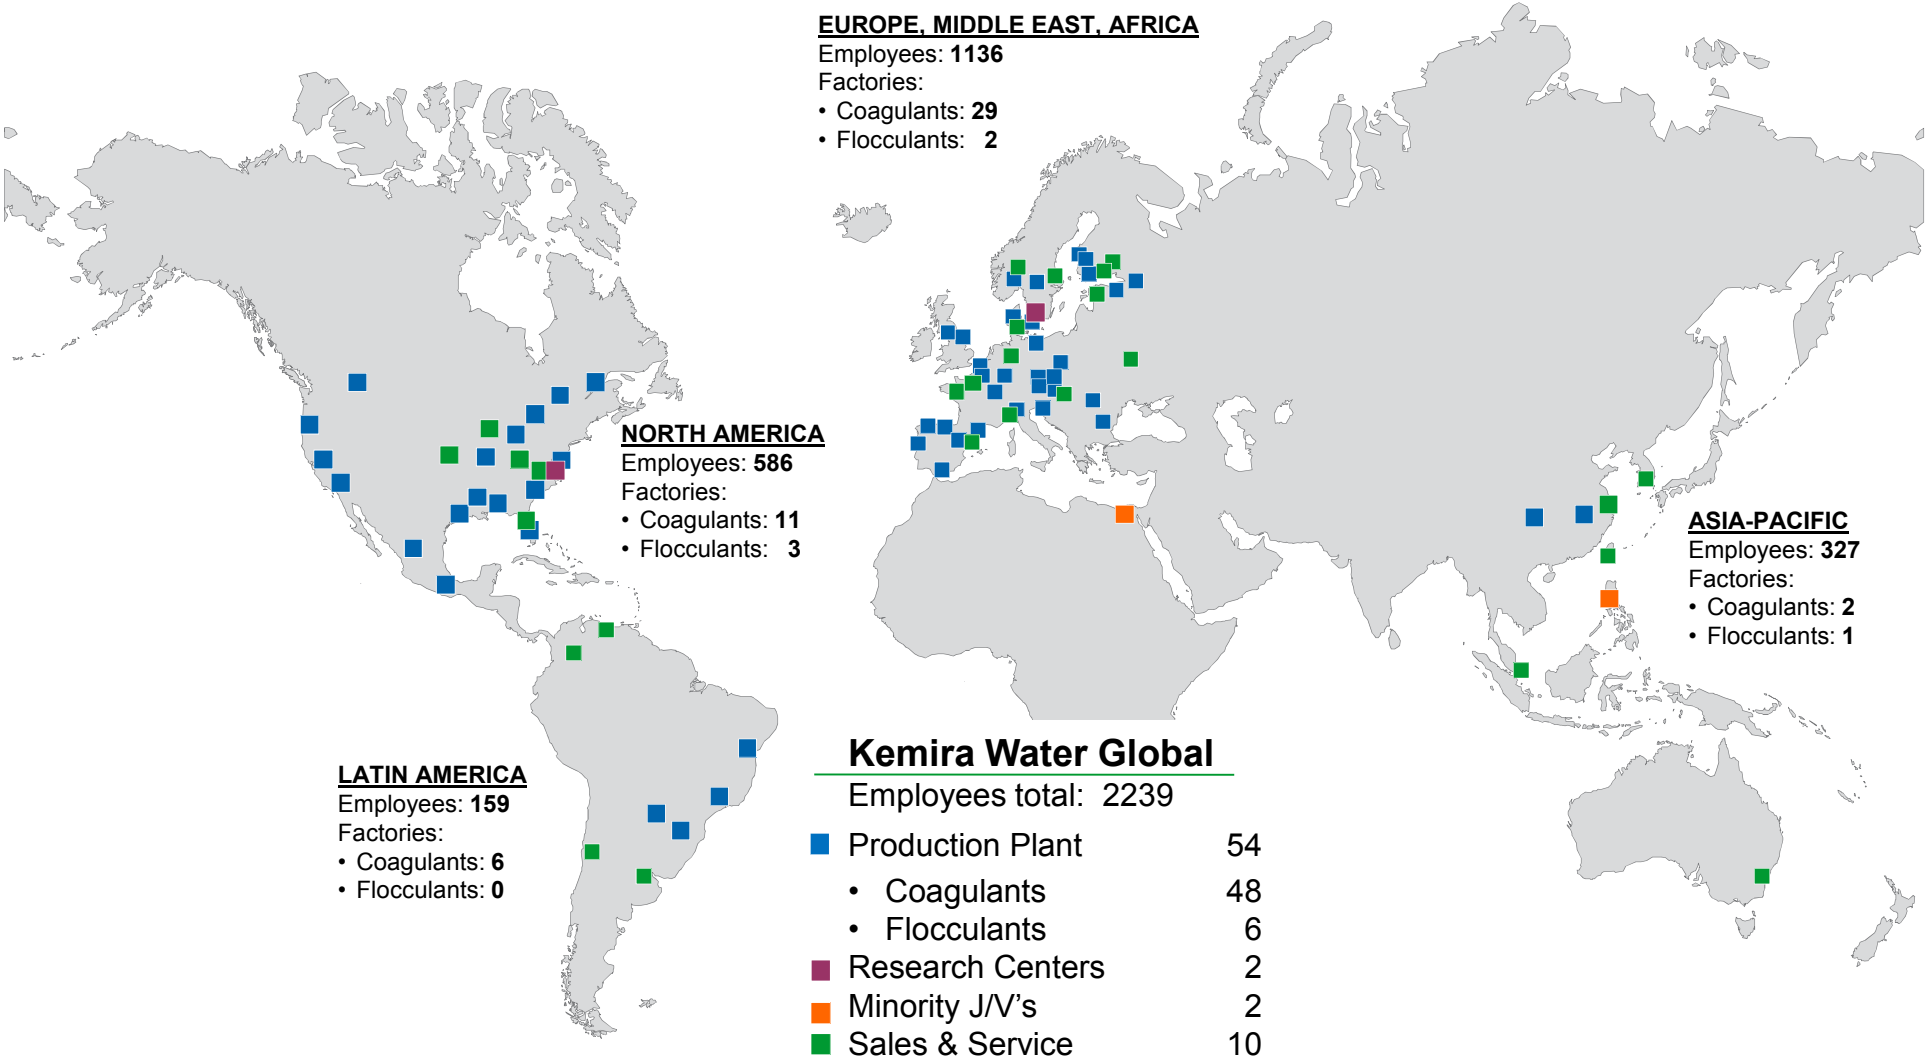 EUROPE, MIDDLE EAST, AFRICA
Employees: 1136
Factories:
• Coagulants: 29
• Flocculants: 2
NORTH AMERICA
Employees: 586
Factories:
• Coagulants: 11
• Flocculants: 3
ASIA-PACIFIC
Employees: 327
Factories:
• Coagulants: 2
• Flocculants: 1
LATIN AMERICA
Employees: 159
Factories:
• Coagulants: 6
• Flocculants: 0
Kemira Water Global
Employees total: 2239
Production Plant 54
• Coagulants 48
• Flocculants 6
Research Centers 2
Minority J/V's 2
Sales & Service 10